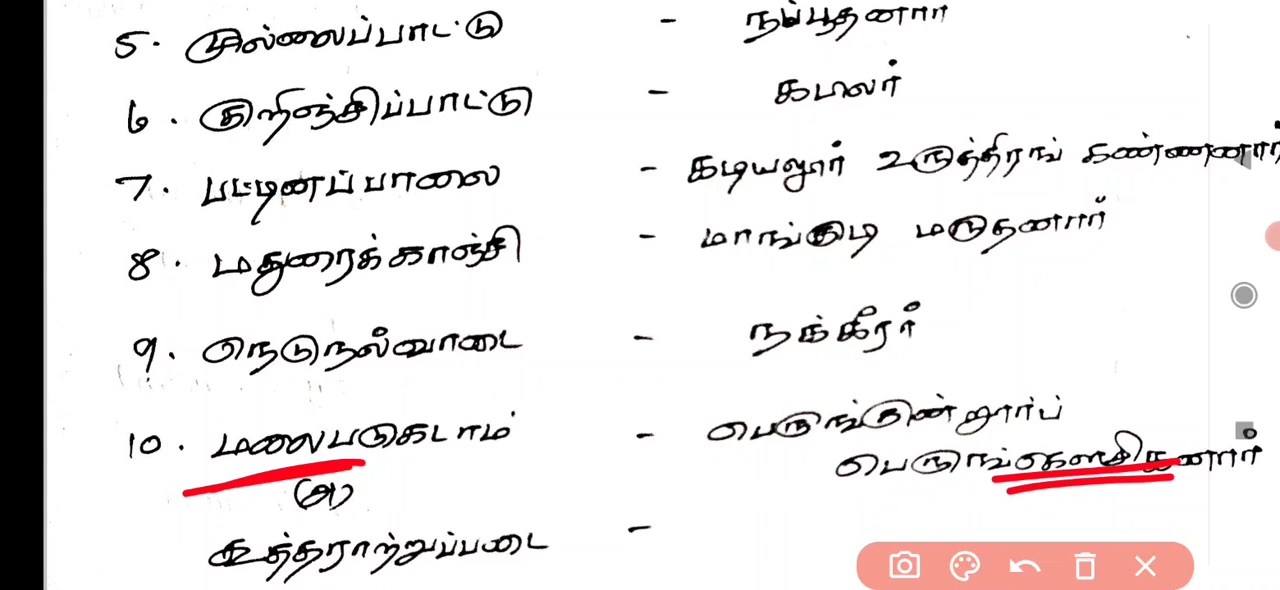 5. முல்லைப்பாட்டு - நப்பூதனார்
6. குறிஞ்சிப்பாட்டு - கபிலர்
7. பட்டினப்பாலை - கடியலூர் உருத்திரங் கண்ணனார்
8. மதுரைக்காஞ்சி - மாங்குடி மருதனார்
9. நெடுநல்வாடை - நக்கீரர்
10. மலைபடுகடாம் - பெருங்குன்றூர்ப்
பெருங்கௌசிகனார்
(அ)
கூத்தராற்றுப்படை -